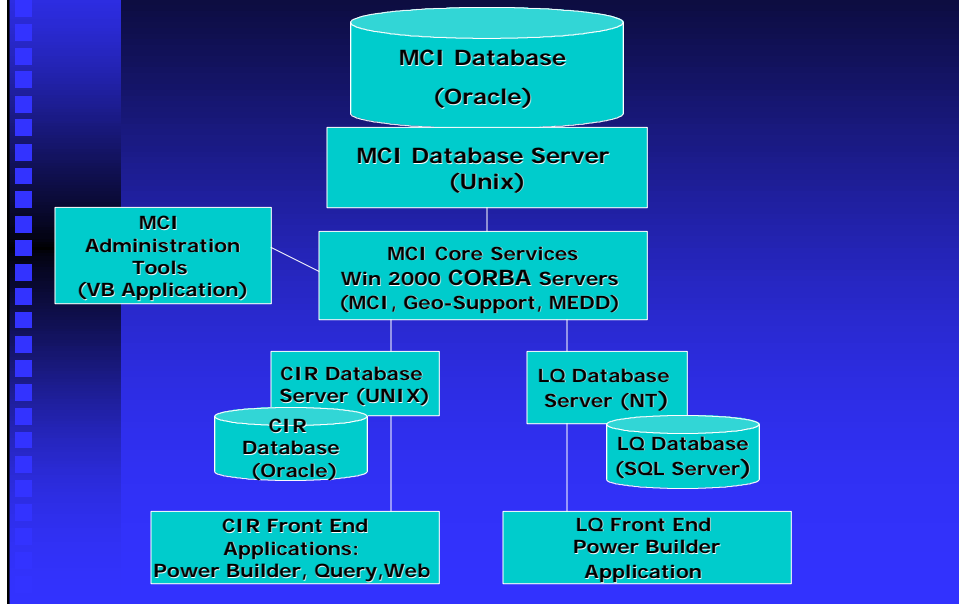 MCI Database
(Oracle)
MCI Database Server
(Unix)
MCI
Administration
Tools
(VB Application)
MCI Core Services
Win 2000 CORBA Servers
(MCI, Geo-Support, MEDD)
CIR Database
Server (UNIX)
CIR
Database
(Oracle)
LQ Database
Server (NT)
LQ Database
(SQL Server)
CIR Front End
Applications:
Power Builder, Query,Web
LQ Front End
Power Builder
Application